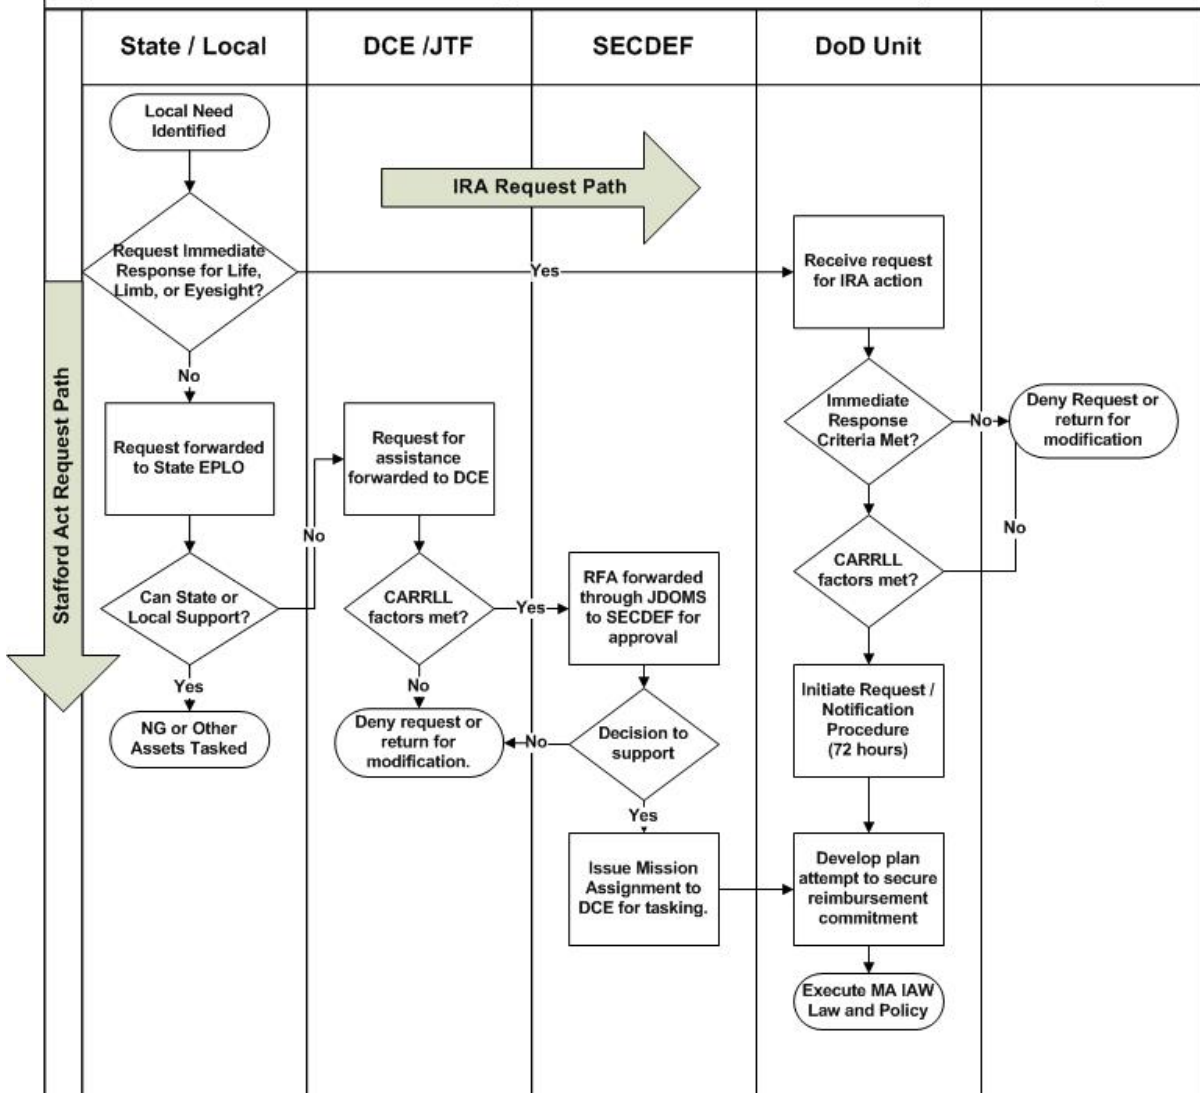 State / Local
DCE /JTF
SECDEF
DoD Unit
Local Need
Identified
IRA Request Path
Request Immediate
Response for Life,
Limb, or Eyesight?
Yes
Receive request
for IRA action
No
Stafford Act Request Path
Request forwarded
to State EPLO
Request for
assistance
forwarded to DCE
Immediate
Response
Criteria Met?
No
Deny Request or
return for
modification
No
Can State or
Local Support?
No
CARRLL
factors met?
Yes
RFA forwarded
through JDOMS
to SECDEF for
approval
CARRLL
factors met?
Yes
NG or Other
Assets Tasked
No
Deny request or
return for
modification.
No
Decision to
support
Initiate Request /
Notification
Procedure
(72 hours)
Yes
Issue Mission
Assignment to
DCE for tasking.
Develop plan
attempt to secure
reimbursement
commitment
Execute MA IAW
Law and Policy